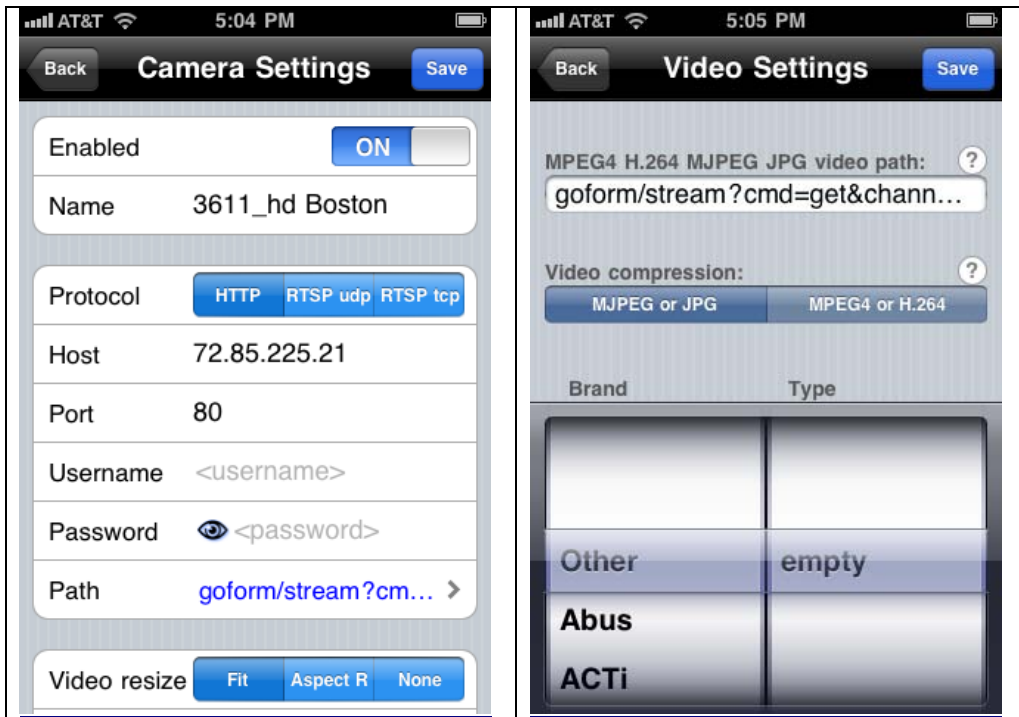 AT&T 5:04 PM
Back Camera Settings Save
Enabled ON
Name 3611_hd Boston
Protocol HTTP RTSP udp RTSP tcp
Host 72.85.225.21
Port 80
Username <username>
Password <password>
Path goform/stream?cm... >
Video resize Fit Aspect R None
AT&T 5:05 PM
Back Video Settings Save
MPEG4 H.264 MJPEG JPG video path: ?
goform/stream?cmd=get&chann...
Video compression: ?
MJPEG or JPG MPEG4 or H.264
Brand Type
Other empty
Abus
ACTi